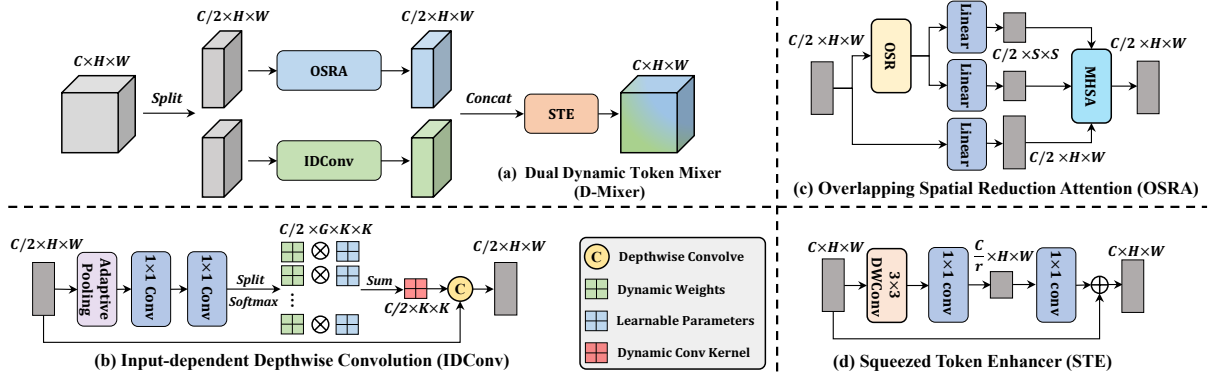 C×H×W
Split
C/2×H×W
OSRA
C/2×H×W
IDConv
Concat
STE
C×H×W
(a) Dual Dynamic Token Mixer
(D-Mixer)
C/2 ×H×W
OSR
Linear
Linear
Linear
C/2 ×S×S
C/2 ×H×W
MHSA
C/2 ×H×W
(c) Overlapping Spatial Reduction Attention (OSRA)
C/2×H×W
Adaptive
Pooling
1×1 Conv
1×1 Conv
Split
Softmax
C/2 ×G×K×K
...
Sum
C/2×K×K
C
C/2×H×W
(b) Input-dependent Depthwise Convolution (IDConv)
C
Depthwise Convolve
Dynamic Weights
Learnable Parameters
Dynamic Conv Kernel
C×H×W
3×3
DWConv
1×1 conv
C/r ×H×W
1×1 conv
C×H×W
(d) Squeezed Token Enhancer (STE)